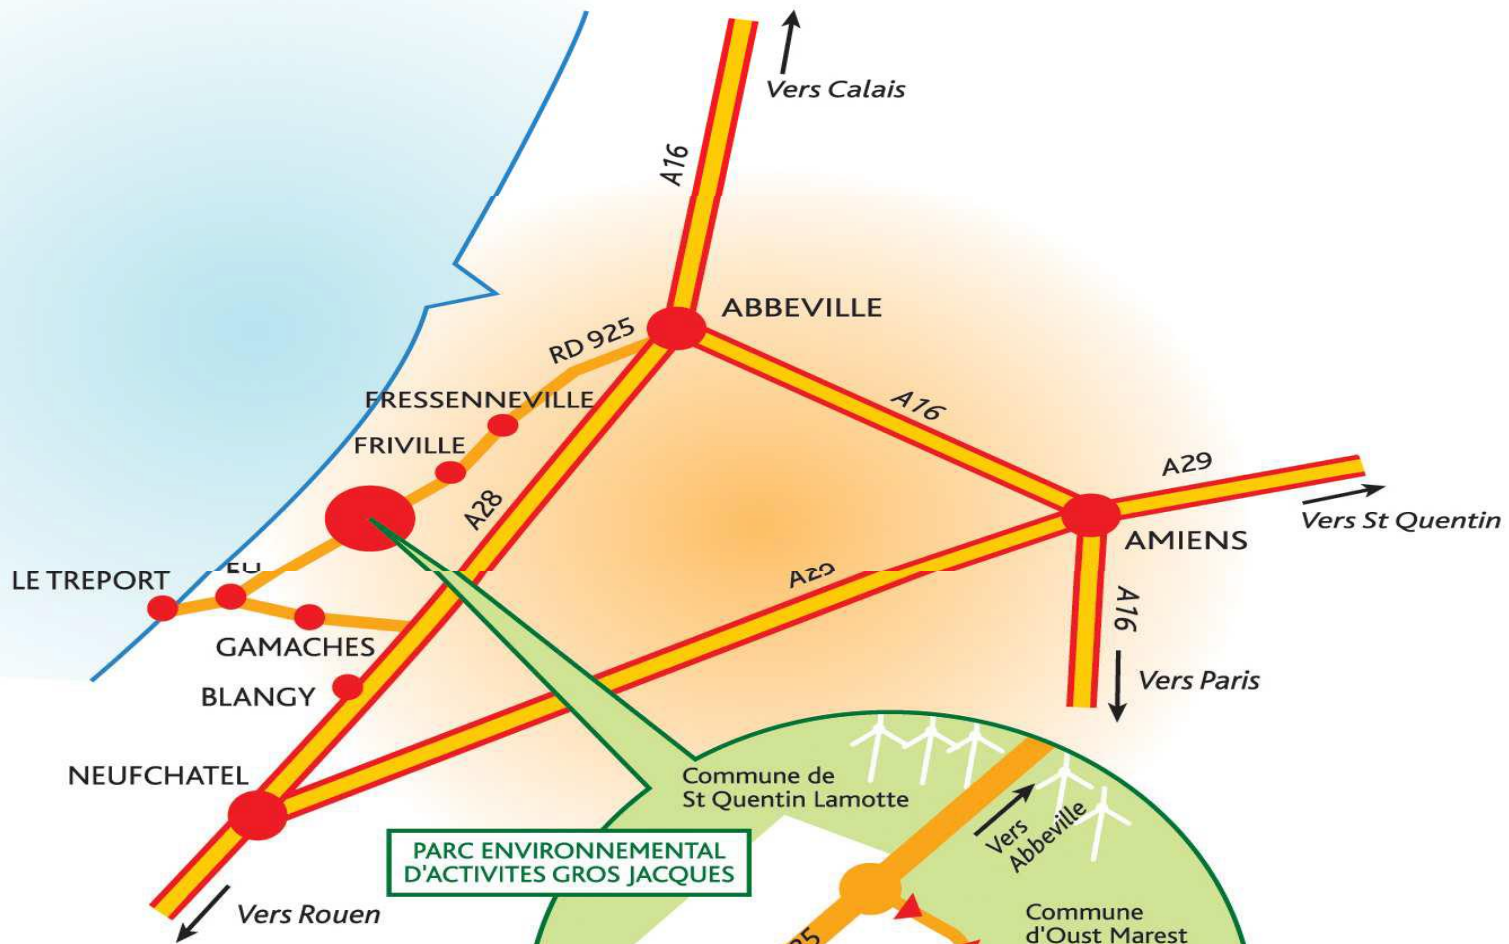 Vers Calais
A16
ABBEVILLE
RD 925
FRESSENNEVILLE
A16
FRIVILLE
A29
A28
Vers St Quentin
AMIENS
EU
LE TREPORT
A29
A16
GAMACHES
Vers Paris
BLANGY
NEUFCHATEL
Commune de
St Quentin Lamotte
Vers
Abbeville
PARC ENVIRONNEMENTAL
D'ACTIVITES GROS JACQUES
Vers Rouen
Commune
d'Oust Marest